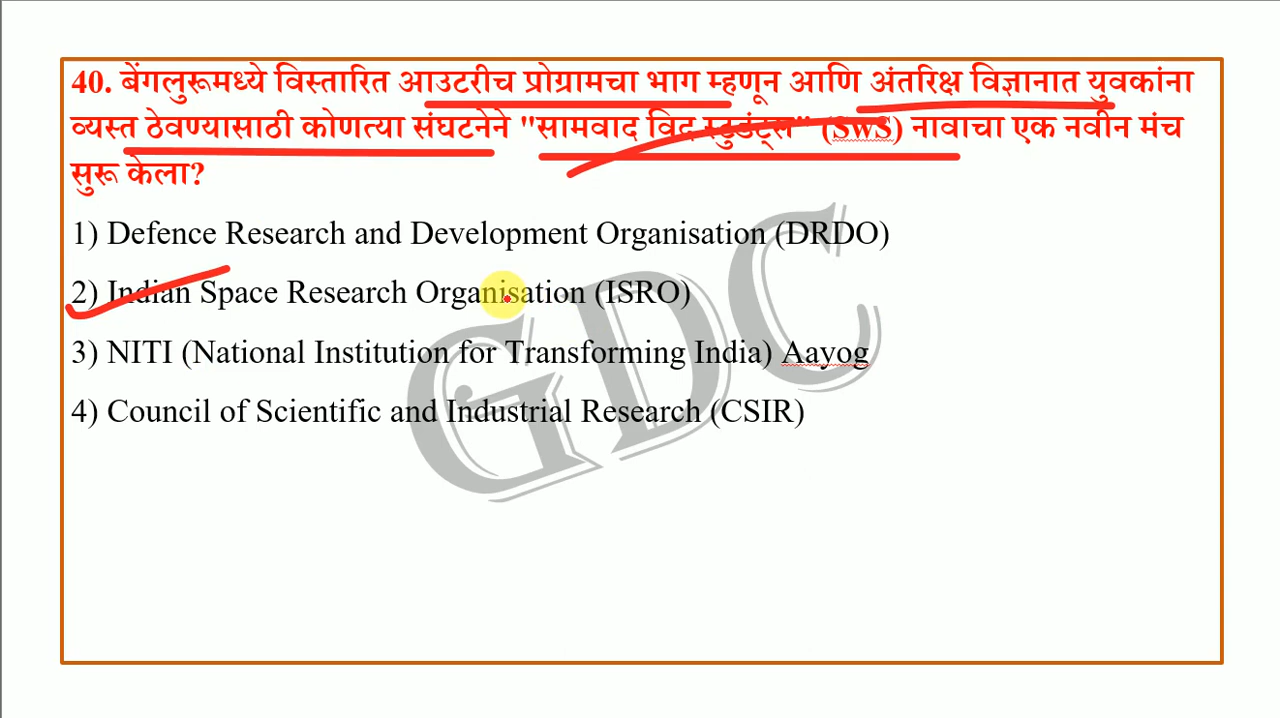 40. बेंगलुरूमध्ये विस्तारित आउटरीच प्रोग्रामचा भाग म्हणून आणि अंतरिक्ष विज्ञानात युवकांना
व्यस्त ठेवण्यासाठी कोणत्या संघटनेने "सामवाद विद स्टुडंट्स" (SwS) नावाचा एक नवीन मंच
सुरू केला?
1) Defence Research and Development Organisation (DRDO)
2) Indian Space Research Organisation (ISRO)
3) NITI (National Institution for Transforming India) Aayog
4) Council of Scientific and Industrial Research (CSIR)
GDC